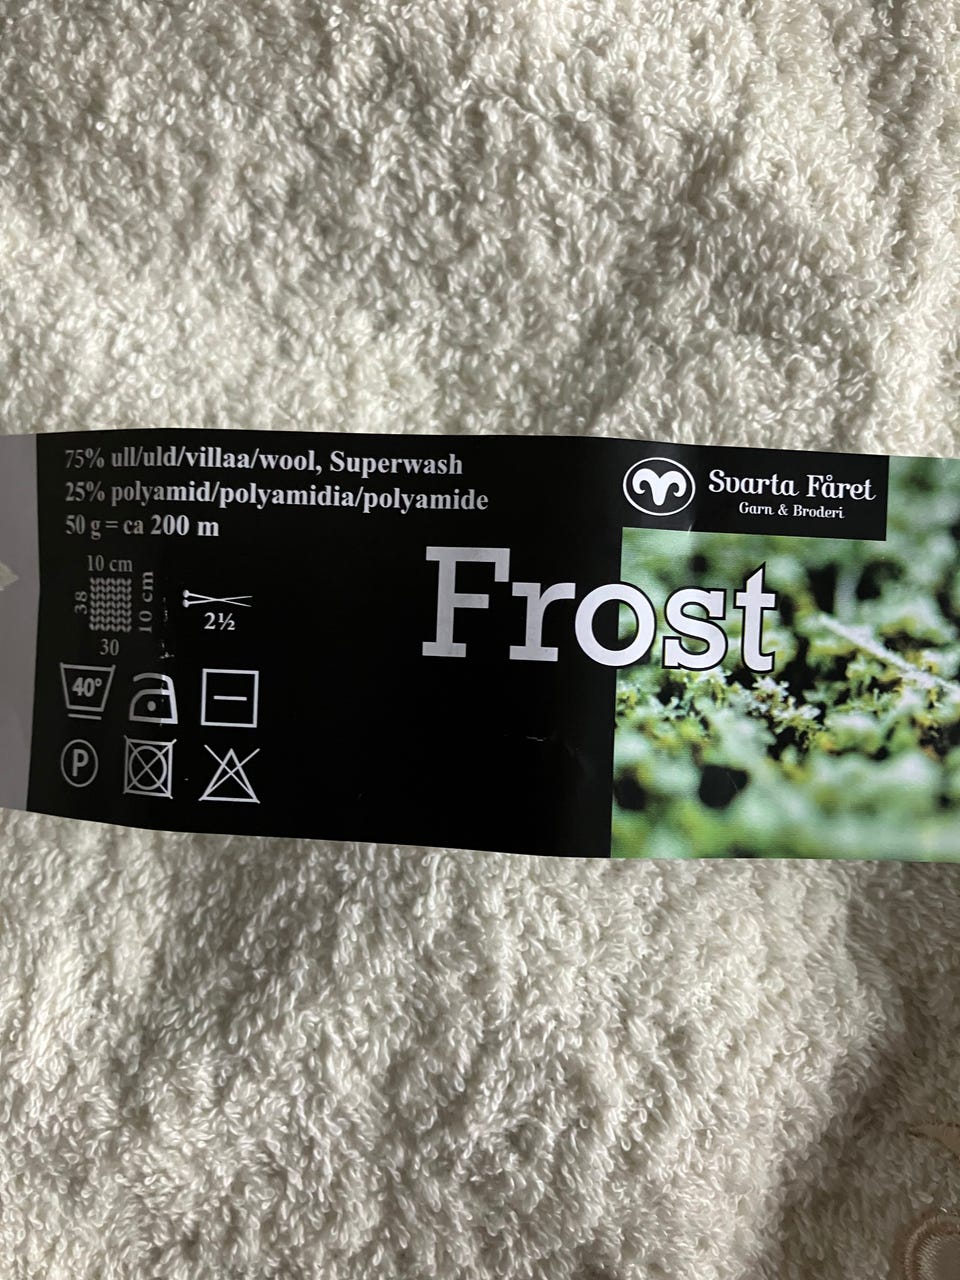 75% ull/uld/villaa/wool, Superwash
25% polyamid/polyamidia/polyamide
50 g = ca 200 m
10 cm
38
10 cm
30
2½
40°
P
Svarta Fåret
Garn & Broderi
Frost